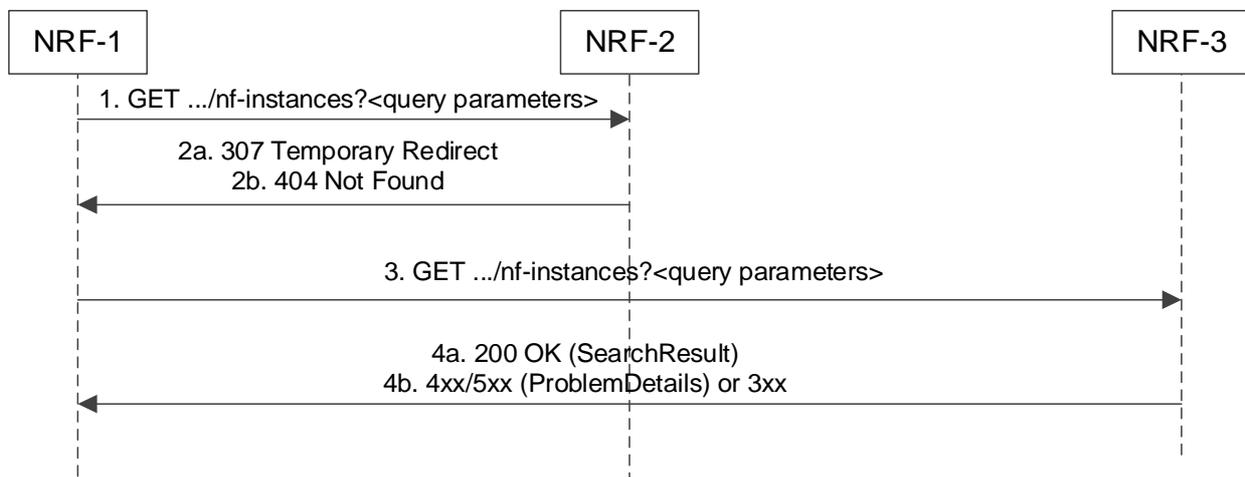 NRF-1
NRF-2
NRF-3
1. GET .../nf-instances?<query parameters>
2a. 307 Temporary Redirect
2b. 404 Not Found
3. GET .../nf-instances?<query parameters>
4a. 200 OK (SearchResult)
4b. 4xx/5xx (ProblemDetails) or 3xx